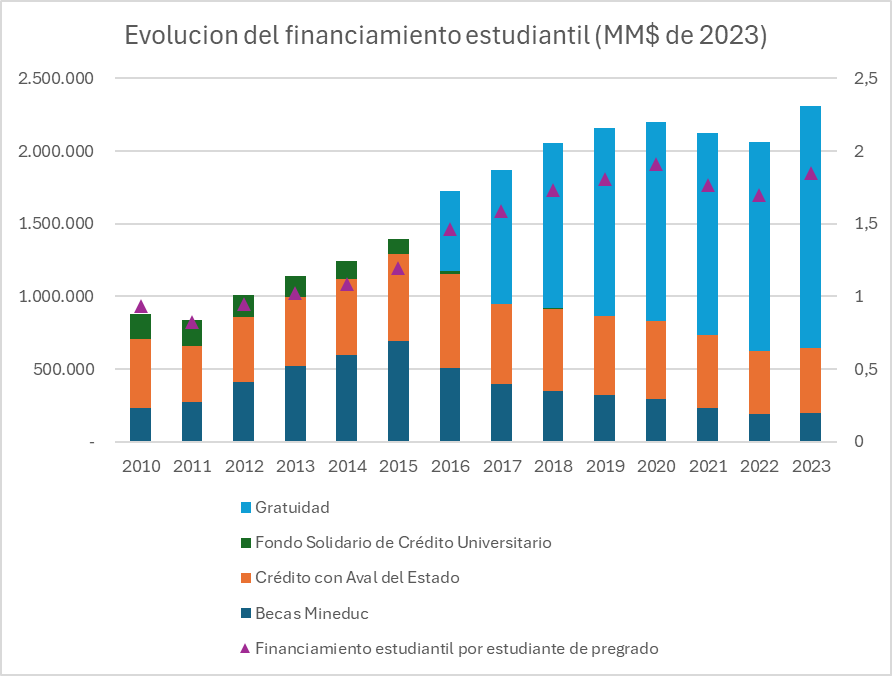 Evolucion del financiamiento estudiantil (MM$ de 2023)
2.500.000 2,5
2.000.000 2
1.500.000 1,5
1.000.000 1
500.000 0,5
- 0
2010 2011 2012 2013 2014 2015 2016 2017 2018 2019 2020 2021 2022 2023
Gratuidad
Fondo Solidario de Crédito Universitario
Crédito con Aval del Estado
Becas Mineduc
Financiamiento estudiantil por estudiante de pregrado